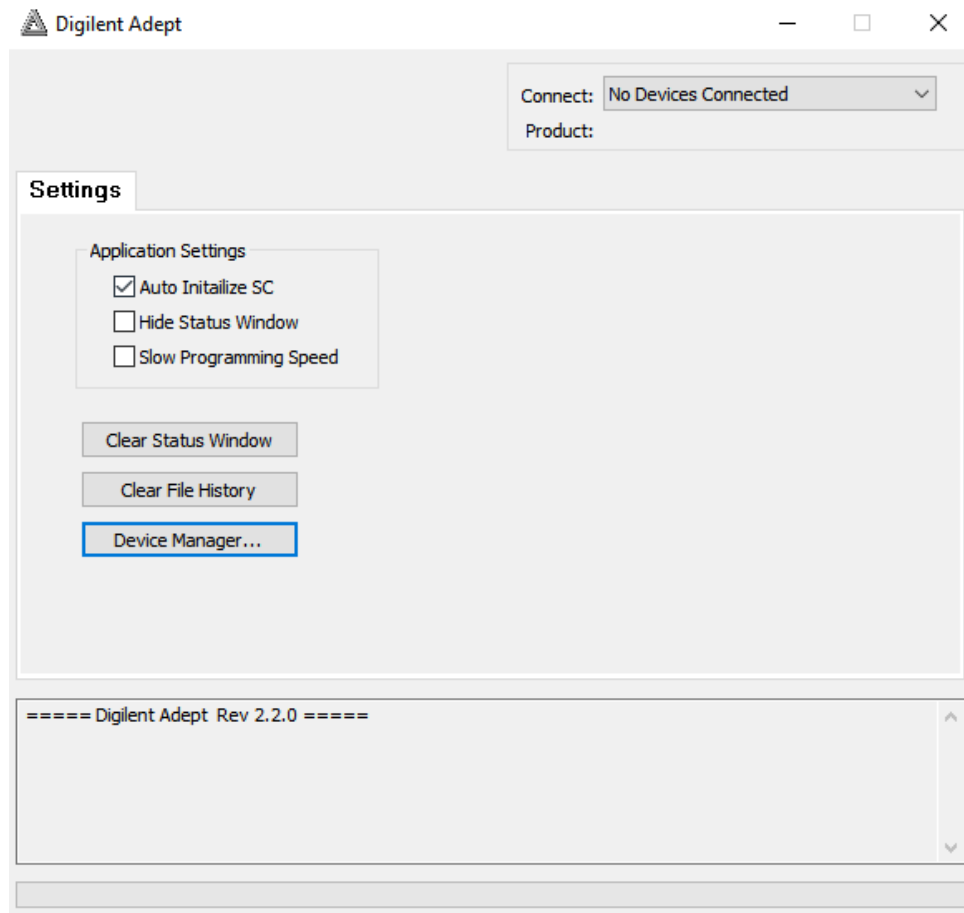 Digilent Adept
Connect: No Devices Connected
Product:
Settings
Application Settings
Auto Initailize SC
Hide Status Window
Slow Programming Speed
Clear Status Window
Clear File History
Device Manager...
===== Digilent Adept Rev 2.2.0 =====